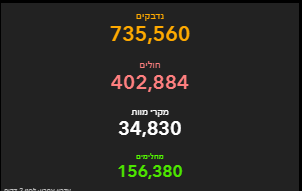 נדבקים
735,560
חולים
402,884
מקרי מוות
34,830
מחלימים
156,380